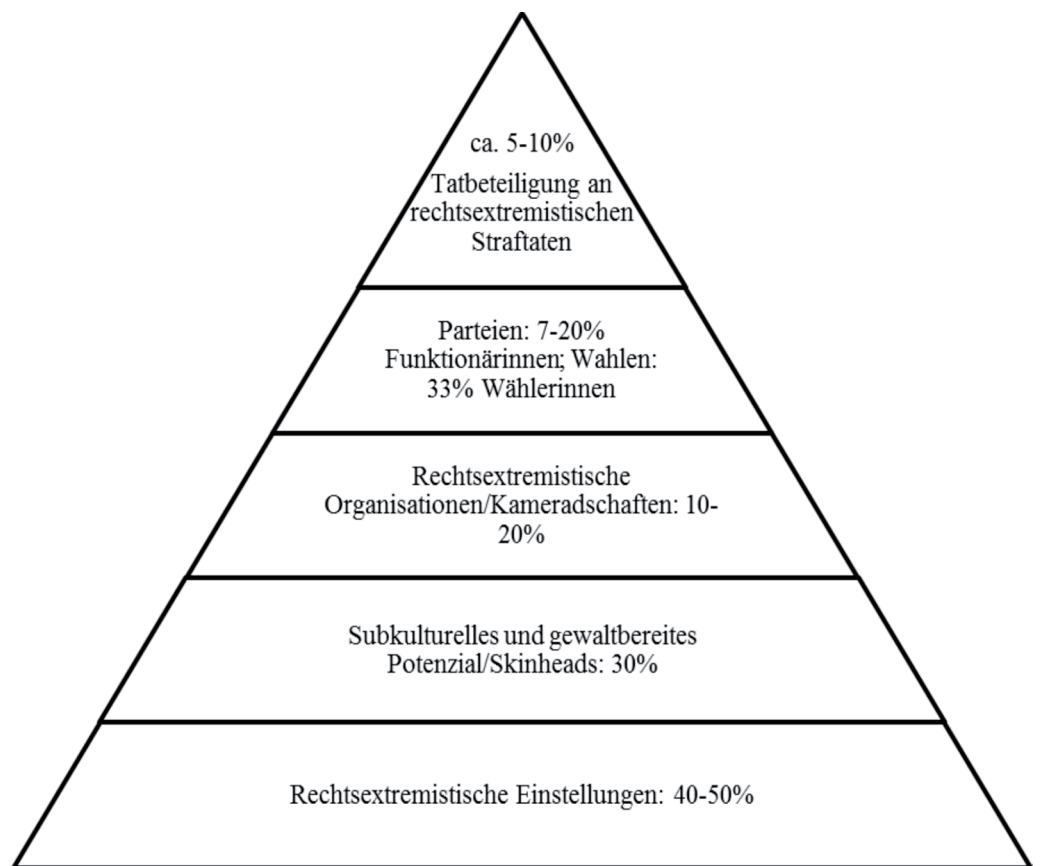 ca. 5-10%
Tatbeteiligung an
rechtsextremistischen
Straftaten
Parteien: 7-20%
Funktionärinnen; Wahlen:
33% Wählerinnen
Rechtsextremistische
Organisationen/Kameradschaften: 10-
20%
Subkulturelles und gewaltbereites
Potenzial/Skinheads: 30%
Rechtsextremistische Einstellungen: 40-50%